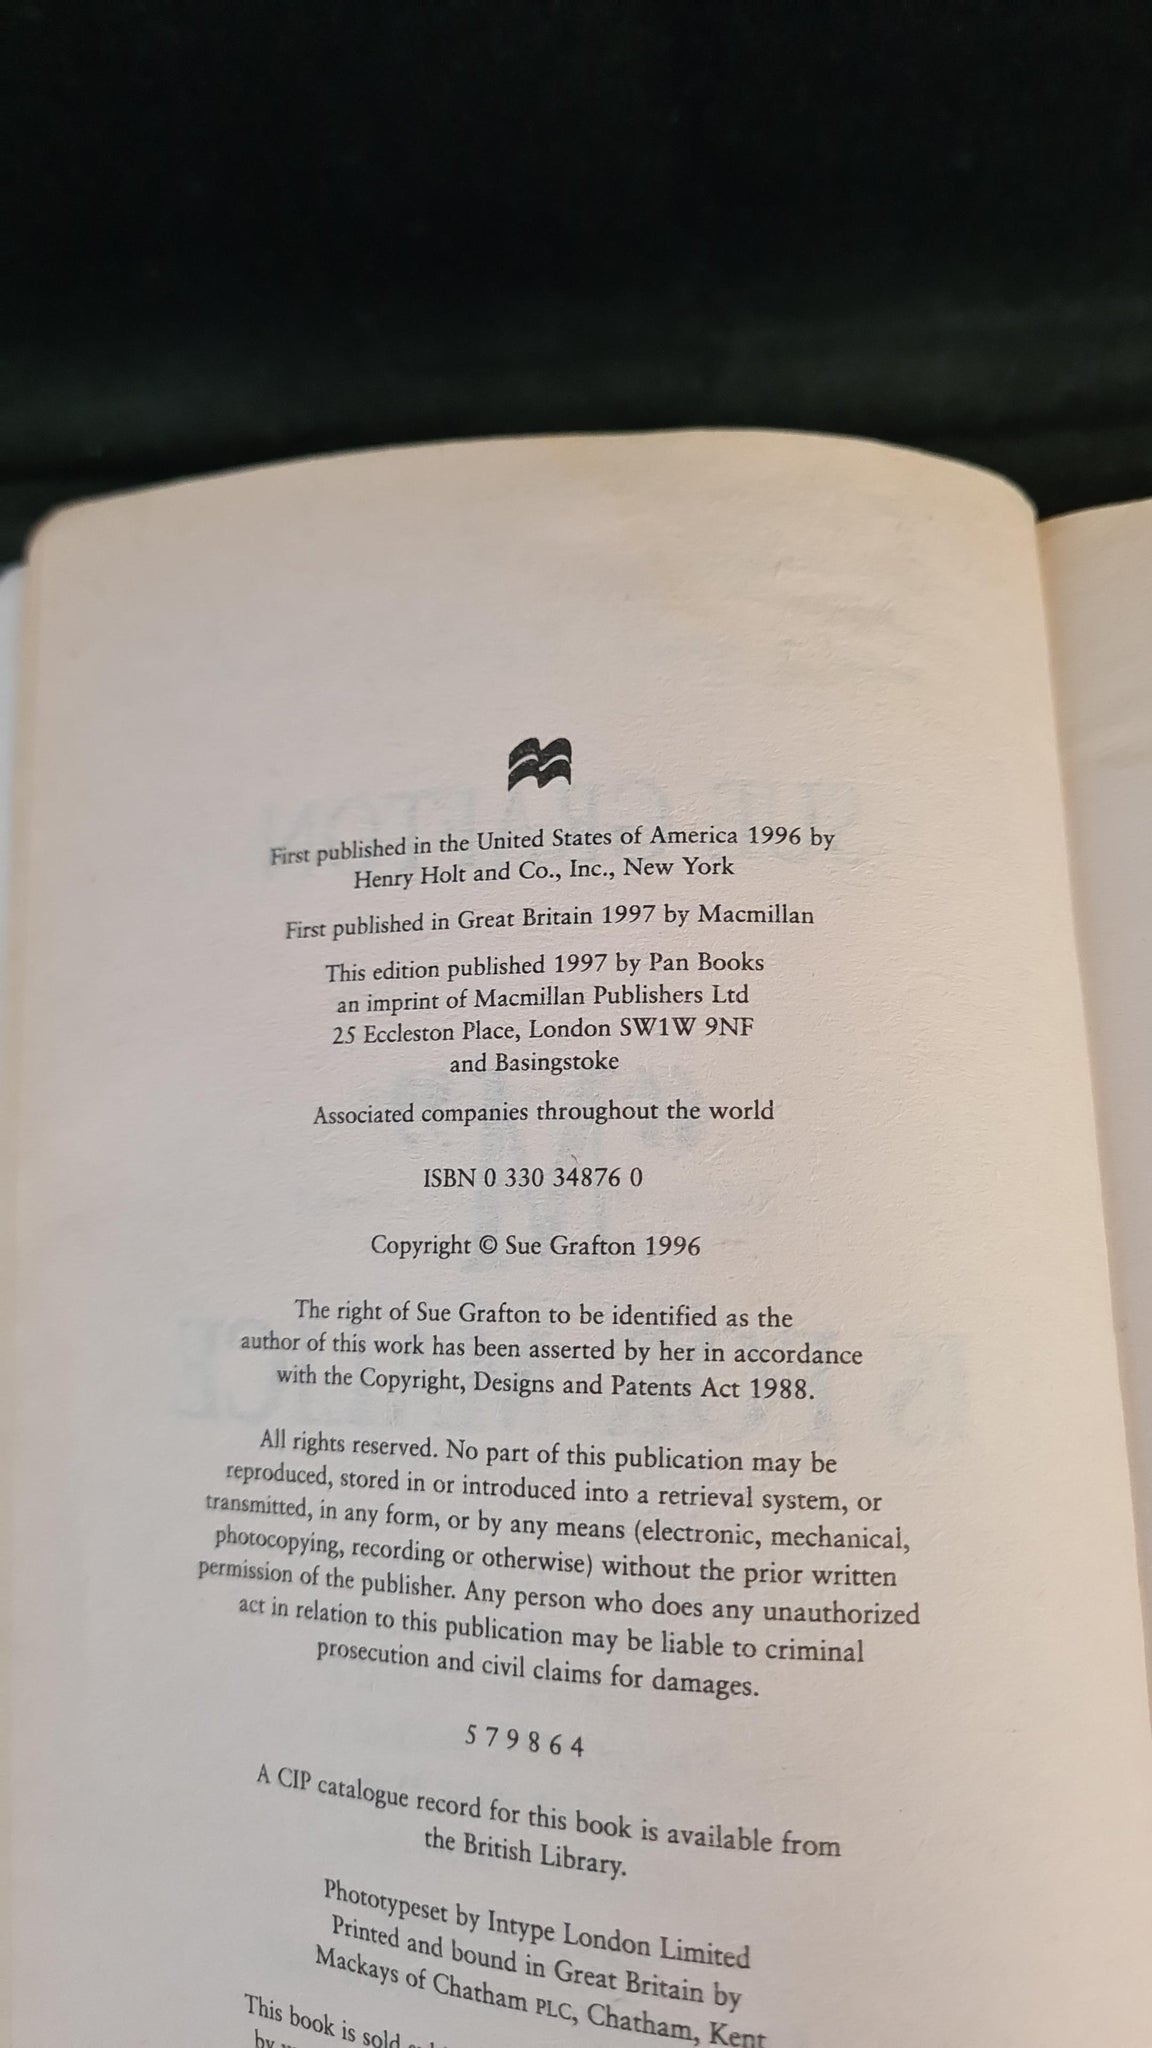 First published in the United States of America 1996 by
Henry Holt and Co., Inc., New York
First published in Great Britain 1997 by Macmillan
This edition published 1997 by Pan Books
an imprint of Macmillan Publishers Ltd
25 Eccleston Place, London SW1W 9NF
and Basingstoke
Associated companies throughout the world
ISBN 0 330 34876 0
Copyright © Sue Grafton 1996
The right of Sue Grafton to be identified as the
author of this work has been asserted by her in accordance
with the Copyright, Designs and Patents Act 1988.
All rights reserved. No part of this publication may be
reproduced, stored in or introduced into a retrieval system, or
transmitted, in any form, or by any means (electronic, mechanical,
photocopying, recording or otherwise) without the prior written
permission of the publisher. Any person who does any unauthorized
act in relation to this publication may be liable to criminal
prosecution and civil claims for damages.
5 7 9 8 6 4
A CIP catalogue record for this book is available from
the British Library.
Phototypeset by Intype London Limited
Printed and bound in Great Britain by
Mackays of Chatham PLC, Chatham, Kent
This book is sold
by